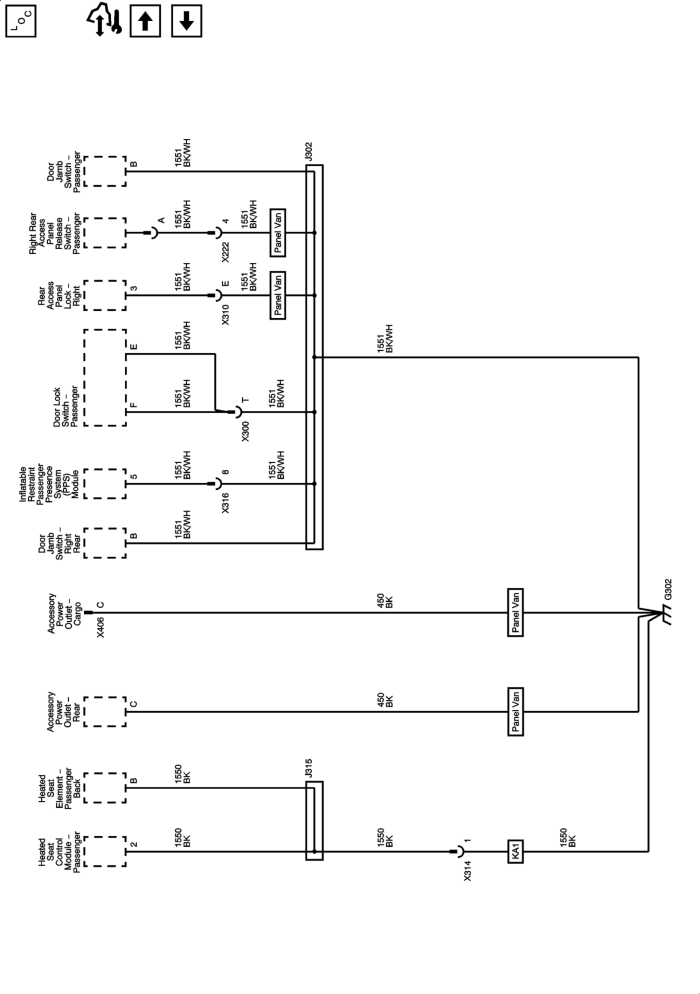 L O C
Door
Jamb
Switch –
Passenger
B
1551
BK/WH
J302
Right Rear
Access
Panel
Release
Switch –
Passenger
A
1551
BK/WH
4
X222
1551
BK/WH
Panel Van
Rear
Access
Panel
Lock –
Right
3
1551
BK/WH
E
X310
1551
BK/WH
Panel Van
Door Lock
Switch –
Passenger
E
1551
BK/WH
F
1551
BK/WH
T
X300
1551
BK/WH
1551
BK/WH
Inflatable
Restraint
Passenger
Presence
System
(PPS)
Module
5
1551
BK/WH
8
X316
1551
BK/WH
Door
Jamb
Switch –
Right
Rear
B
1551
BK/WH
Accessory
Power
Outlet –
Cargo
C
X406
450
BK
Panel Van
G302
Accessory
Power
Outlet –
Rear
C
450
BK
Panel Van
Heated
Seat
Element –
Passenger
Back
B
1550
BK
J315
Heated
Seat
Control
Module –
Passenger
2
1550
BK
1550
BK
1
X314
KA1
1550
BK